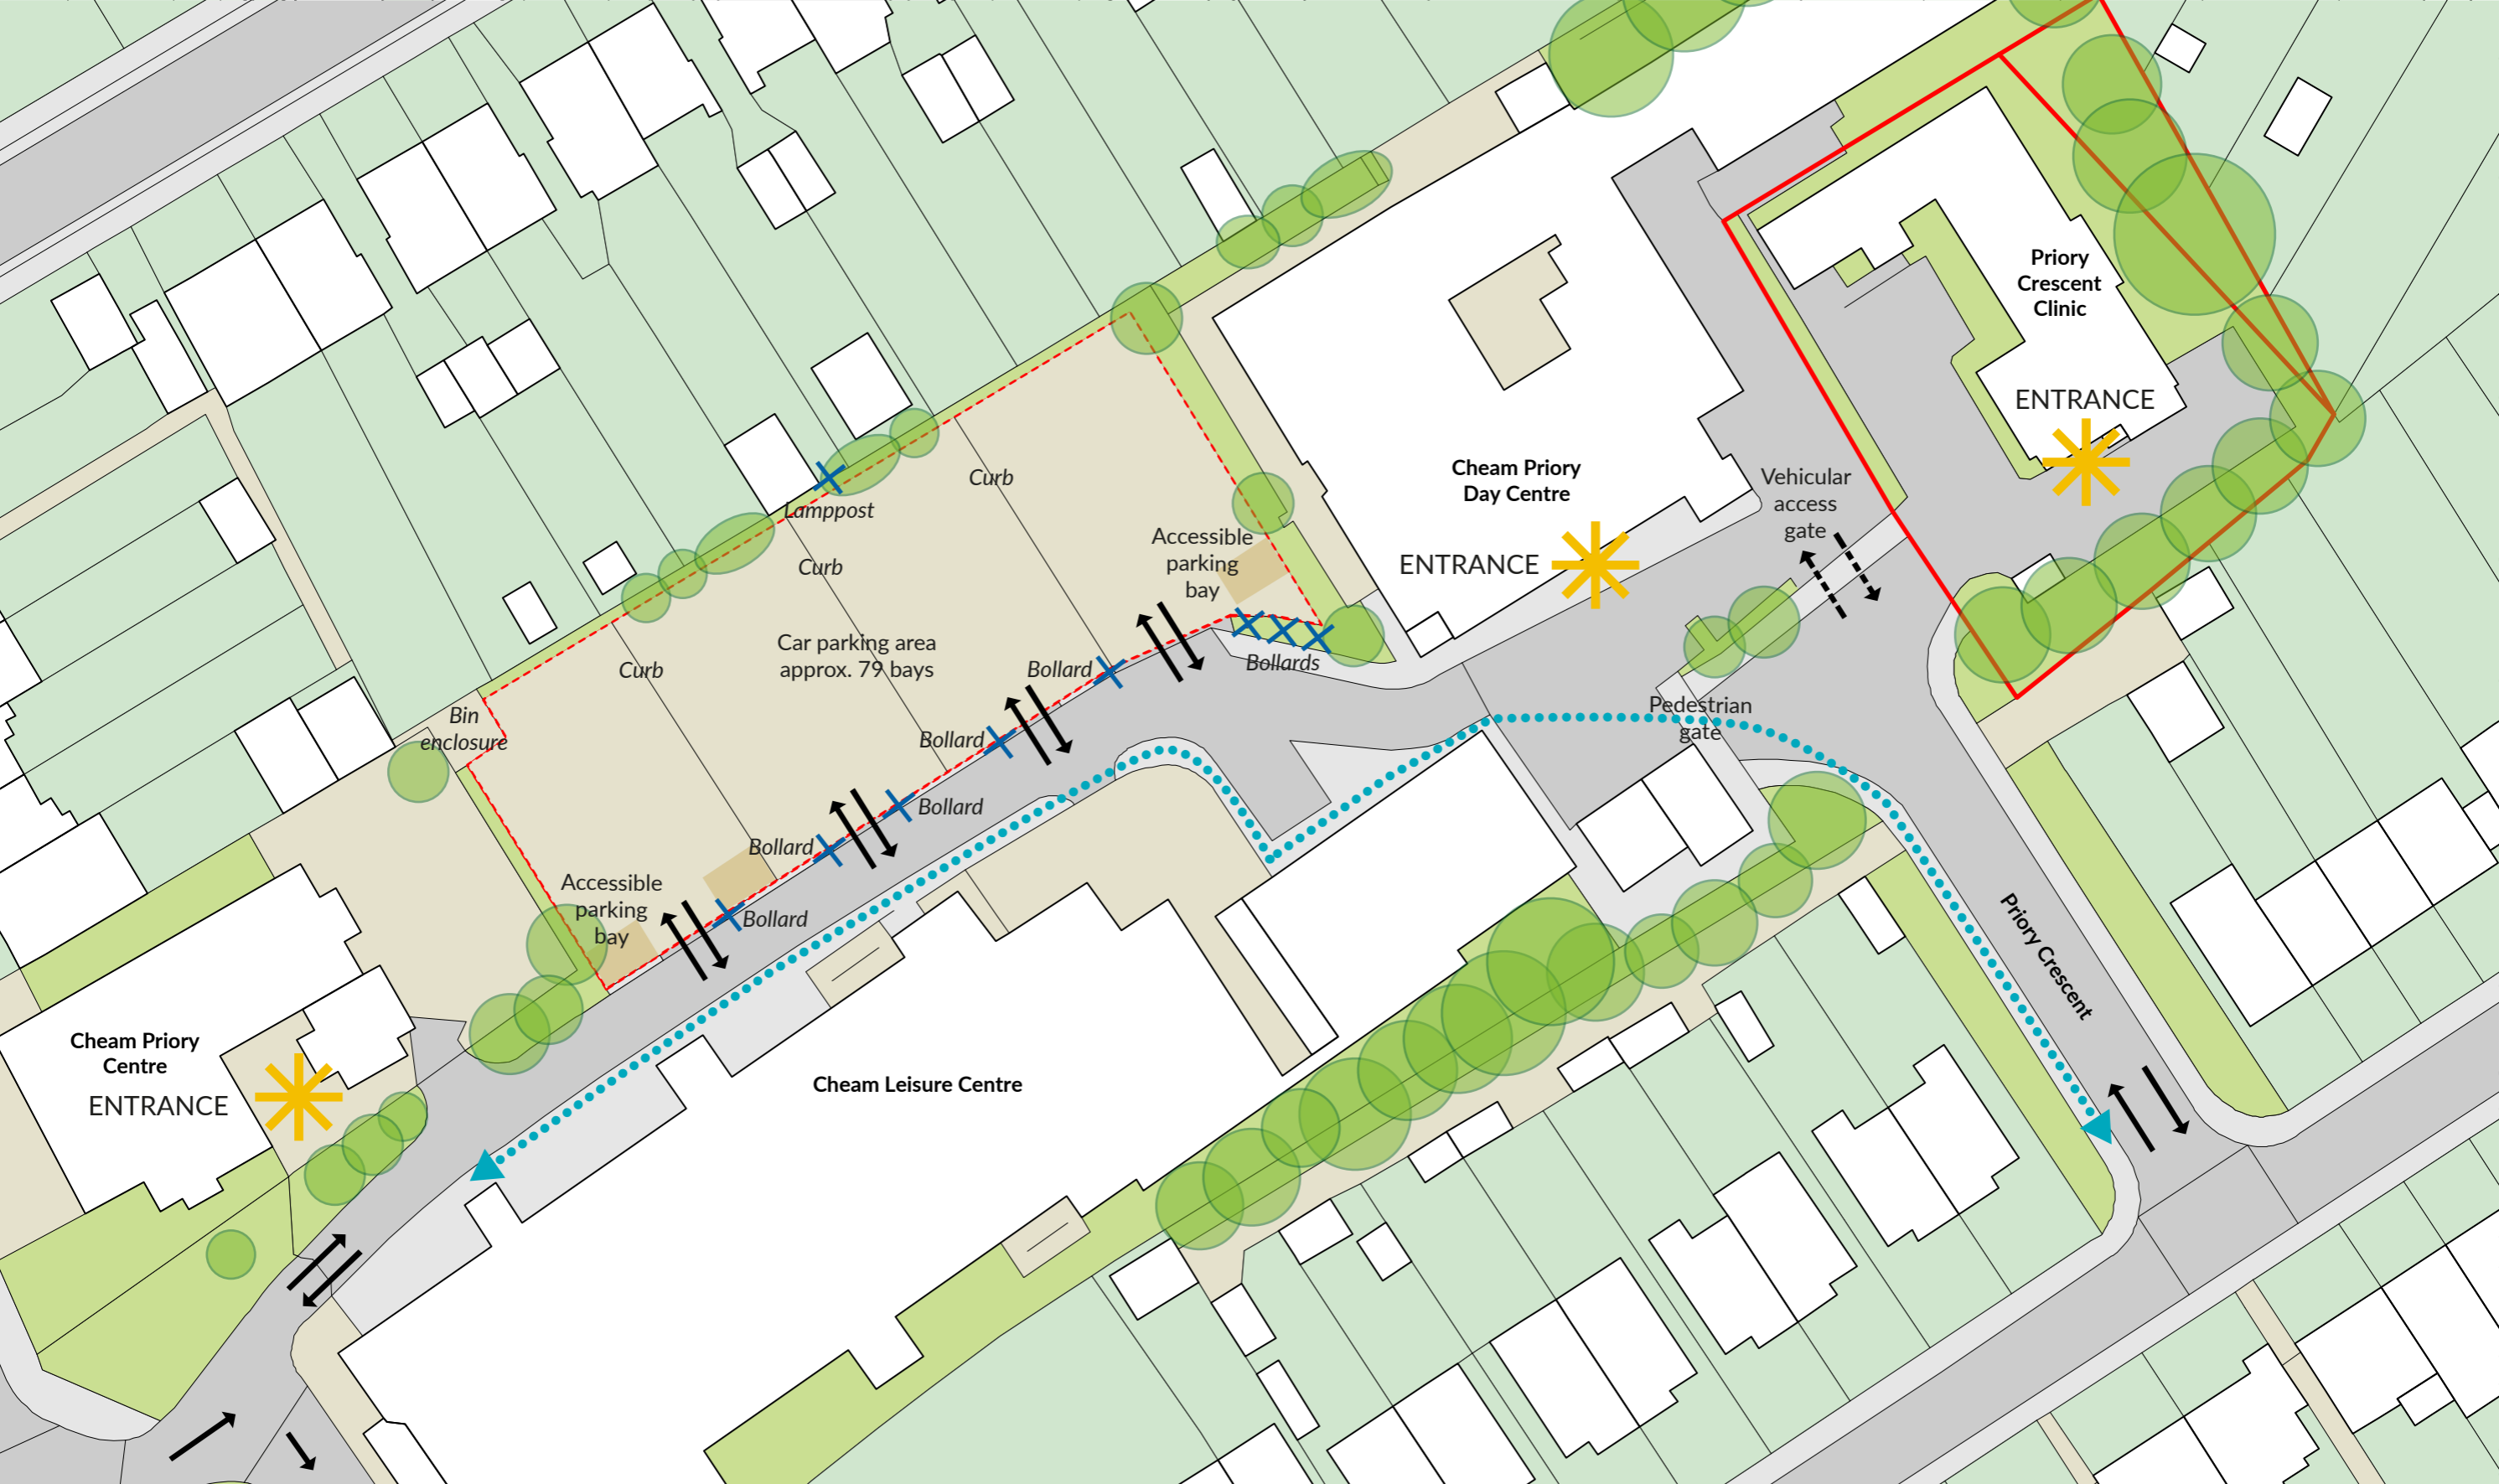 Priory
Crescent
Clinic
ENTRANCE
Cheam Priory
Day Centre
ENTRANCE
Vehicular
access
gate
Curb
Lamppost
Curb
Accessible
parking
bay
Car parking area
approx. 79 bays
Curb
Bollard
Bollards
Bin
enclosure
Pedestrian
gate
Bollard
Bollard
Bollard
Accessible
parking
bay
Bollard
Priory Crescent
Cheam Priory
Centre
ENTRANCE
Cheam Leisure Centre